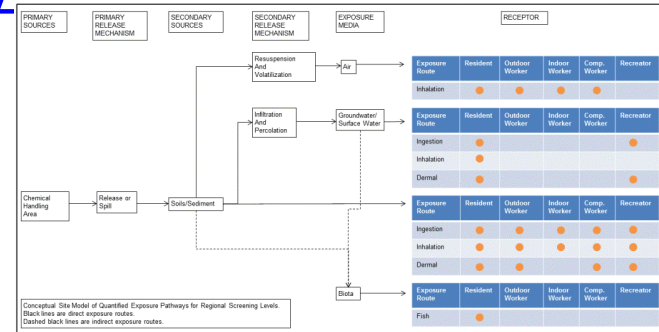 PRIMARY
SOURCES
PRIMARY
RELEASE
MECHANISM
SECONDARY
SOURCES
SECONDARY
RELEASE
MECHANISM
EXPOSURE
MEDIA
RECEPTOR
Resuspension
And
Volatilization
Air
Exposure Route Resident Outdoor Worker Indoor Worker Comp. Worker Recreator
Inhalation
Infiltration
And
Percolation
Groundwater/
Surface Water
Exposure Route Resident Outdoor Worker Indoor Worker Comp. Worker Recreator
Ingestion
Inhalation
Dermal
Chemical
Handling
Area
Release or
Spill
Soils/Sediment
Exposure Route Resident Outdoor Worker Indoor Worker Comp. Worker Recreator
Ingestion
Inhalation
Dermal
Biota
Exposure Route Resident Outdoor Worker Indoor Worker Comp. Worker Recreator
Fish
Conceptual Site Model of Quantified Exposure Pathways for Regional Screening Levels.
Black lines are direct exposure routes.
Dashed black lines are indirect exposure routes.